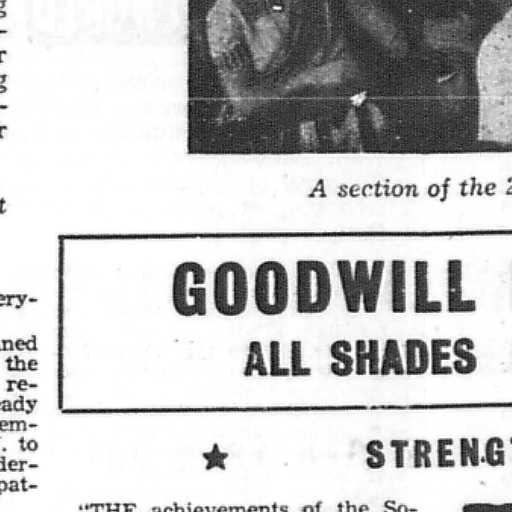 g
-
r
g
-
r
t
A section of the 2
ery-
ned
the
re-
ady
em-
. to
der-
pat-
GOODWILL
ALL SHADES
★ STRENG
"THE achievements of the So-